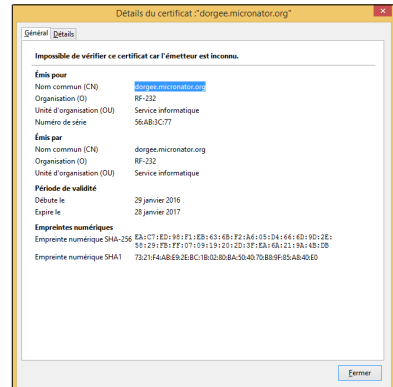 Détails du certificat :"dorgee.micronator.org"
Général Détails
Impossible de vérifier ce certificat car l'émetteur est inconnu.
Émis pour
Nom commun (CN) dorgee.micronator.org
Organisation (O) RF-232
Unité d'organisation (OU) Service informatique
Numéro de série 56:AB:3C:77
Émis par
Nom commun (CN) dorgee.micronator.org
Organisation (O) RF-232
Unité d'organisation (OU) Service informatique
Période de validité
Débute le 29 janvier 2016
Expire le 28 janvier 2017
Empreintes numériques
Empreinte numérique SHA-256 EA:C7:ED:98:F1:EB:63:6B:F2:A6:05:D4:66:6D:9D:2E:
58:29:FB:FF:07:09:19:20:2D:3F:EA:6A:21:9A:4B:DB
Empreinte numérique SHA1 73:21:F4:AB:E9:2E:BC:1B:02:80:BA:50:40:70:B8:9F:85:A8:40:E0
Fermer